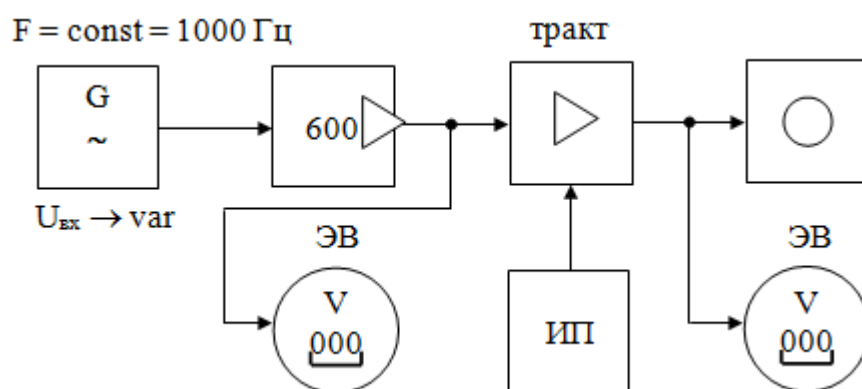 F = const = 1000 Гц
тракт
G
~
600
Uвх → var
ЭВ
ЭВ
V
000
ИП
V
000